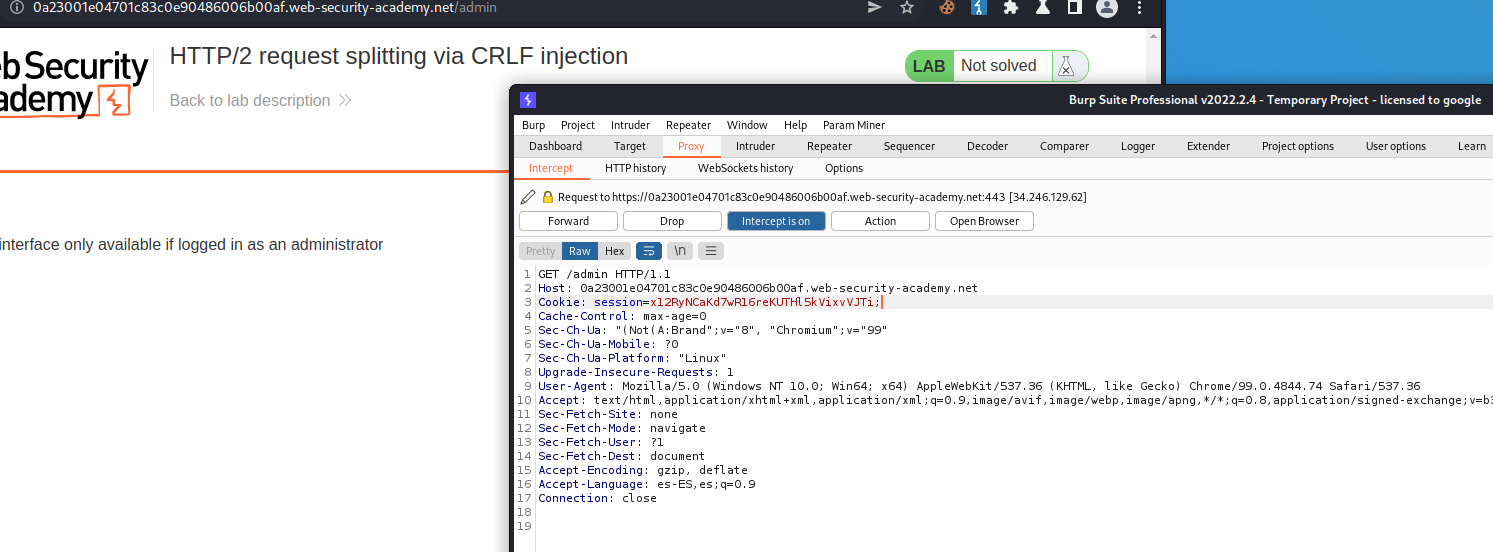 0a23001e04701c83c0e90486006b00af.web-security-academy.net/admin
eb Security
cademy
HTTP/2 request splitting via CRLF injection
Back to lab description
LAB Not solved
interface only available if logged in as an administrator
Burp Suite Professional v2022.2.4 - Temporary Project - licensed to google
Burp Project Intruder Repeater Window Help Param Miner
Dashboard Target Proxy Intruder Repeater Sequencer Decoder Comparer Logger Extender Project options User options Learn
Intercept HTTP history WebSockets history Options
Request to https://0a23001e04701c83c0e90486006b00af.web-security-academy.net:443 [34.246.129.62]
Forward Drop Intercept is on Action Open Browser
Pretty Raw Hex \n
1 GET /admin HTTP/1.1
2 Host: 0a23001e04701c83c0e90486006b00af.web-security-academy.net
3 Cookie: session=x12RyNCaKd7wR16reKUTHl5kVixvVJTi;
4 Cache-Control: max-age=0
5 Sec-Ch-Ua: "(Not(A:Brand";v="8", "Chromium";v="99"
6 Sec-Ch-Ua-Mobile: ?0
7 Sec-Ch-Ua-Platform: "Linux"
8 Upgrade-Insecure-Requests: 1
9 User-Agent: Mozilla/5.0 (Windows NT 10.0; Win64; x64) AppleWebKit/537.36 (KHTML, like Gecko) Chrome/99.0.4844.74 Safari/537.36
10 Accept: text/html,application/xhtml+xml,application/xml;q=0.9,image/avif,image/webp,image/apng,*/*;q=0.8,application/signed-exchange;v=b3
11 Sec-Fetch-Site: none
12 Sec-Fetch-Mode: navigate
13 Sec-Fetch-User: ?1
14 Sec-Fetch-Dest: document
15 Accept-Encoding: gzip, deflate
16 Accept-Language: es-ES,es;q=0.9
17 Connection: close
18
19